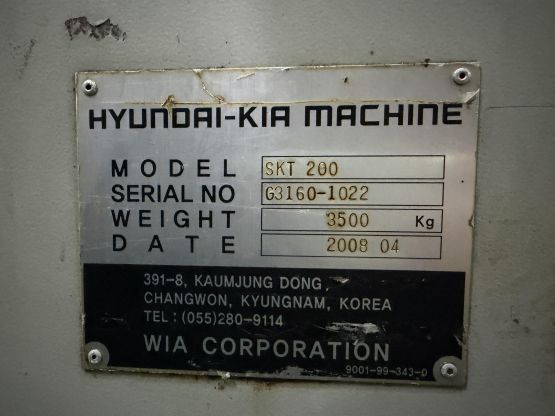 HYUNDAI-KIA MACHINE
MODEL SKT 200
SERIAL NO G3160-1022
WEIGHT 3500 Kg
DATE 2008 04
391-8, KAUMJUNG DONG,
CHANGWON, KYUNGNAM, KOREA
TEL : (055)280-9114
WIA CORPORATION
9001-99-343-0